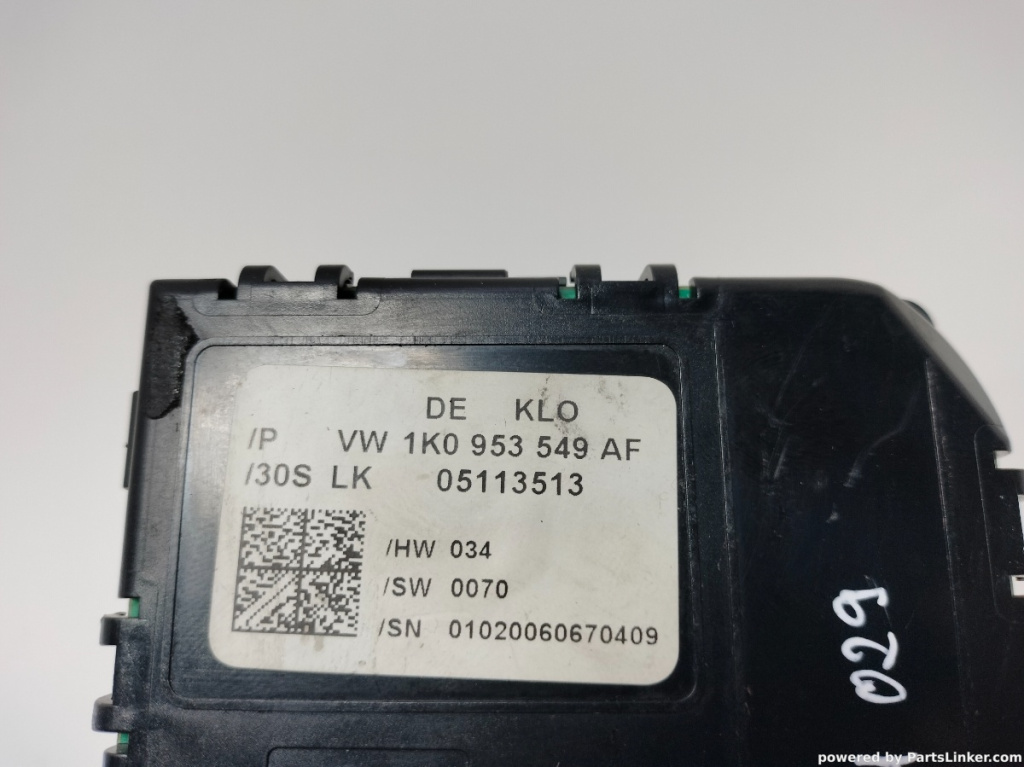 DE KLO
/P VW 1K0 953 549 AF
/30S LK 05113513
/HW 034
/SW 0070
/SN 01020060670409
029
powered by PartsLinker.com